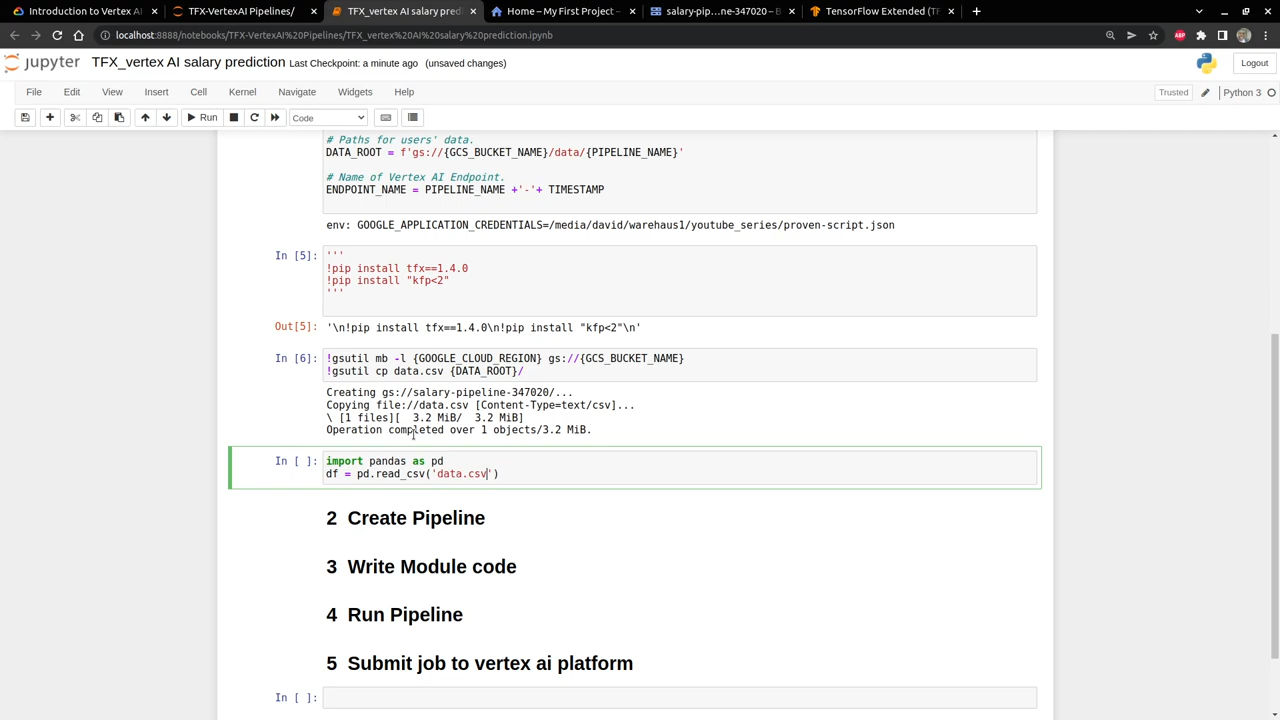 Introduction to Vertex AI
TFX-VertexAI Pipelines/
TFX_vertex AI salary predi
Home – My First Project –
salary-pip…ne-347020 – B
TensorFlow Extended (TF
localhost:8888/notebooks/TFX-VertexAI%20Pipelines/TFX_vertex%20AI%20salary%20prediction.ipynb
ABP
jupyter TFX_vertex AI salary prediction Last Checkpoint: a minute ago (unsaved changes)
Logout
File Edit View Insert Cell Kernel Navigate Widgets Help
Trusted Python 3
Run Code
# Paths for users' data.
DATA_ROOT = f'gs://{GCS_BUCKET_NAME}/data/{PIPELINE_NAME}'
# Name of Vertex AI Endpoint.
ENDPOINT_NAME = PIPELINE_NAME +'-'+ TIMESTAMP
env: GOOGLE_APPLICATION_CREDENTIALS=/media/david/warehaus1/youtube_series/proven-script.json
In [5]: '''
!pip install tfx==1.4.0
!pip install "kfp<2"
'''
Out[5]: '\n!pip install tfx==1.4.0\n!pip install "kfp<2"\n'
In [6]: !gsutil mb -l {GOOGLE_CLOUD_REGION} gs://{GCS_BUCKET_NAME}
!gsutil cp data.csv {DATA_ROOT}/
Creating gs://salary-pipeline-347020/...
Copying file://data.csv [Content-Type=text/csv]...
\ [1 files][  3.2 MiB/  3.2 MiB]
Operation completed over 1 objects/3.2 MiB.
In [ ]: import pandas as pd
df = pd.read_csv('data.csv')
2 Create Pipeline
3 Write Module code
4 Run Pipeline
5 Submit job to vertex ai platform
In [ ]: